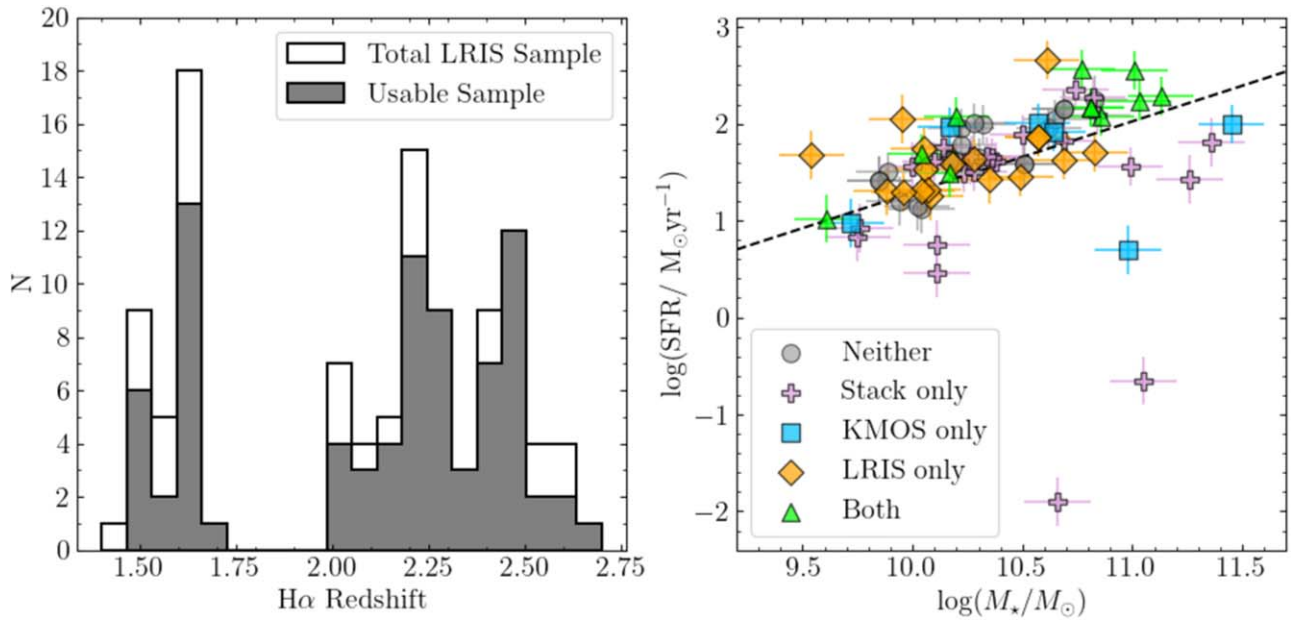 20
18
16
14
12
10
8
6
4
2
0
N
1.50 1.75 2.00 2.25 2.50 2.75
Hα Redshift
Total LRIS Sample
Usable Sample
3
2
1
0
−1
−2
log(SFR/ M⊙yr⁻¹)
Neither
Stack only
KMOS only
LRIS only
Both
9.5 10.0 10.5 11.0 11.5
log(M⋆/M⊙)